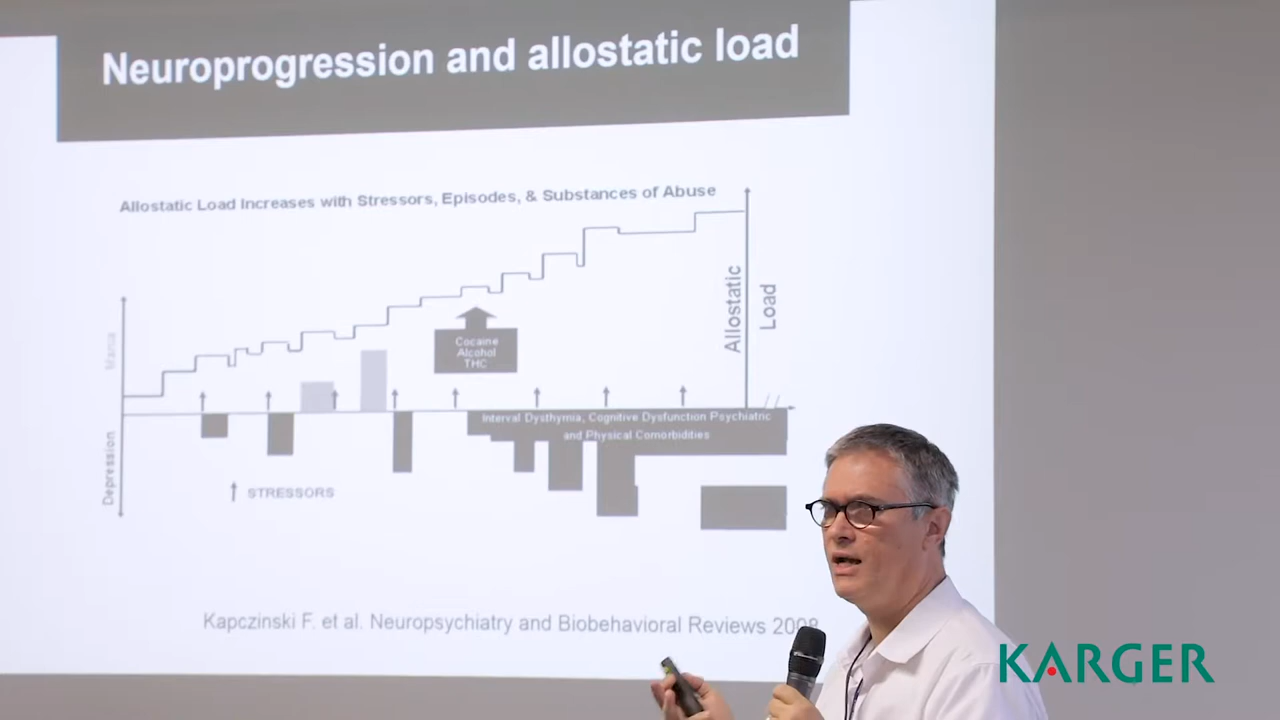 Neuroprogression and allostatic load
Allostatic Load Increases with Stressors, Episodes, & Substances of Abuse
Mania
Depression
Cocaine
Alcohol
THC
Allostatic
Load
Interval Dysthymia, Cognitive Dysfunction Psychiatric
and Physical Comorbidities
STRESSORS
Kapczinski F. et al. Neuropsychiatry and Biobehavioral Reviews 2008
KARGER